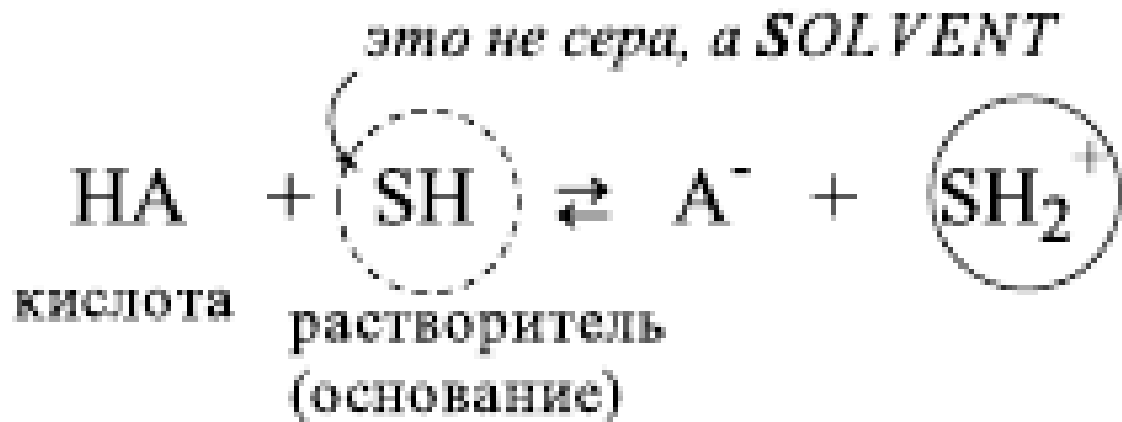 это не сера, а SOLVENT
HA + SH ⇄ A⁻ + SH₂⁺
кислота
растворитель
(основание)